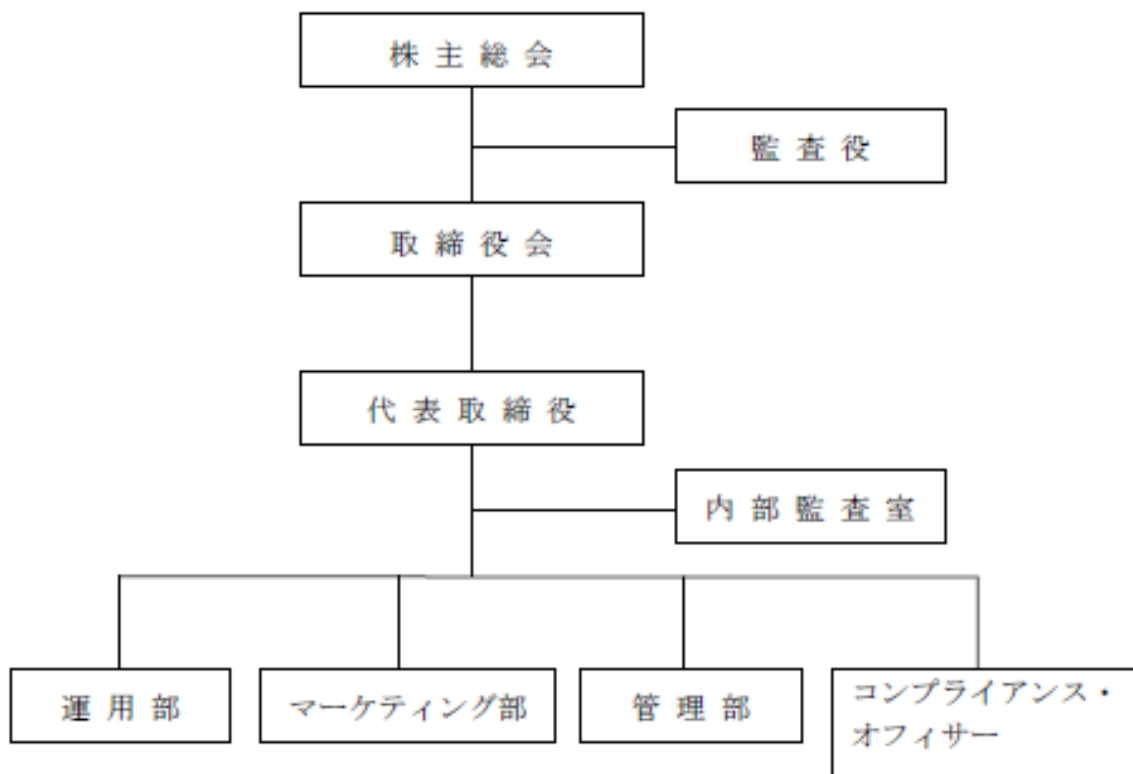 株主総会
監査役
取締役会
代表取締役
内部監査室
運用部
マーケティング部
管理部
コンプライアンス・
オフィサー